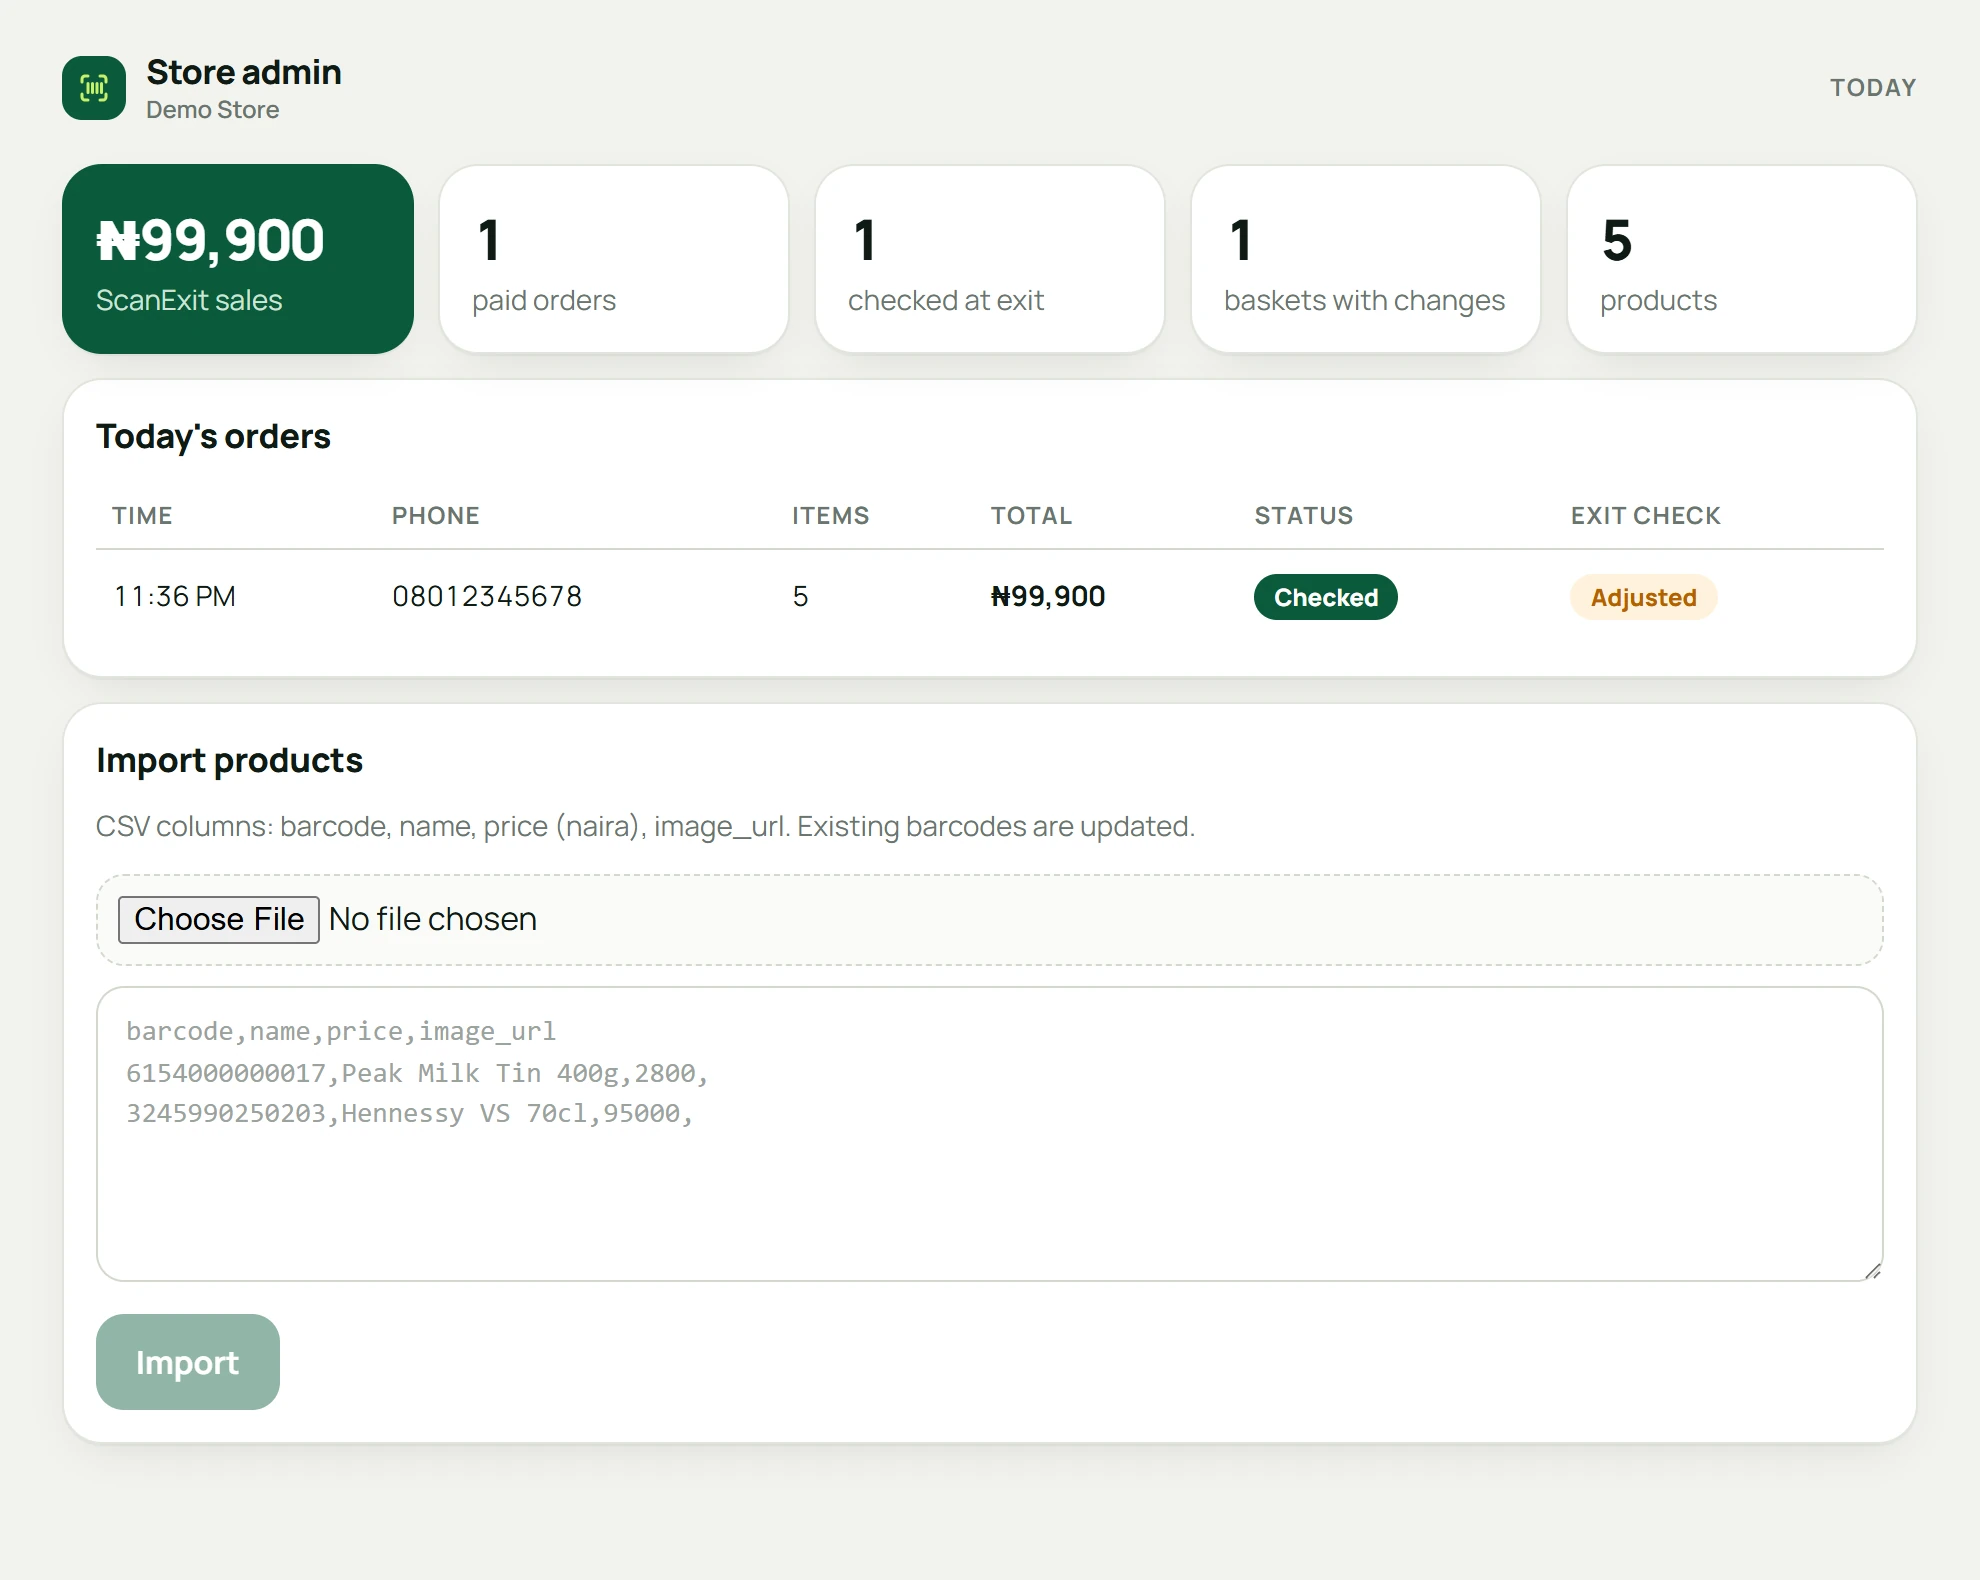 Store admin
Demo Store
TODAY
₦99,900
ScanExit sales
1
paid orders
1
checked at exit
1
baskets with changes
5
products
Today's orders
TIME PHONE ITEMS TOTAL STATUS EXIT CHECK
11:36 PM 08012345678 5 ₦99,900 Checked Adjusted
Import products
CSV columns: barcode, name, price (naira), image_url. Existing barcodes are updated.
Choose File No file chosen
barcode,name,price,image_url
6154000000017,Peak Milk Tin 400g,2800,
3245990250203,Hennessy VS 70cl,95000,
Import